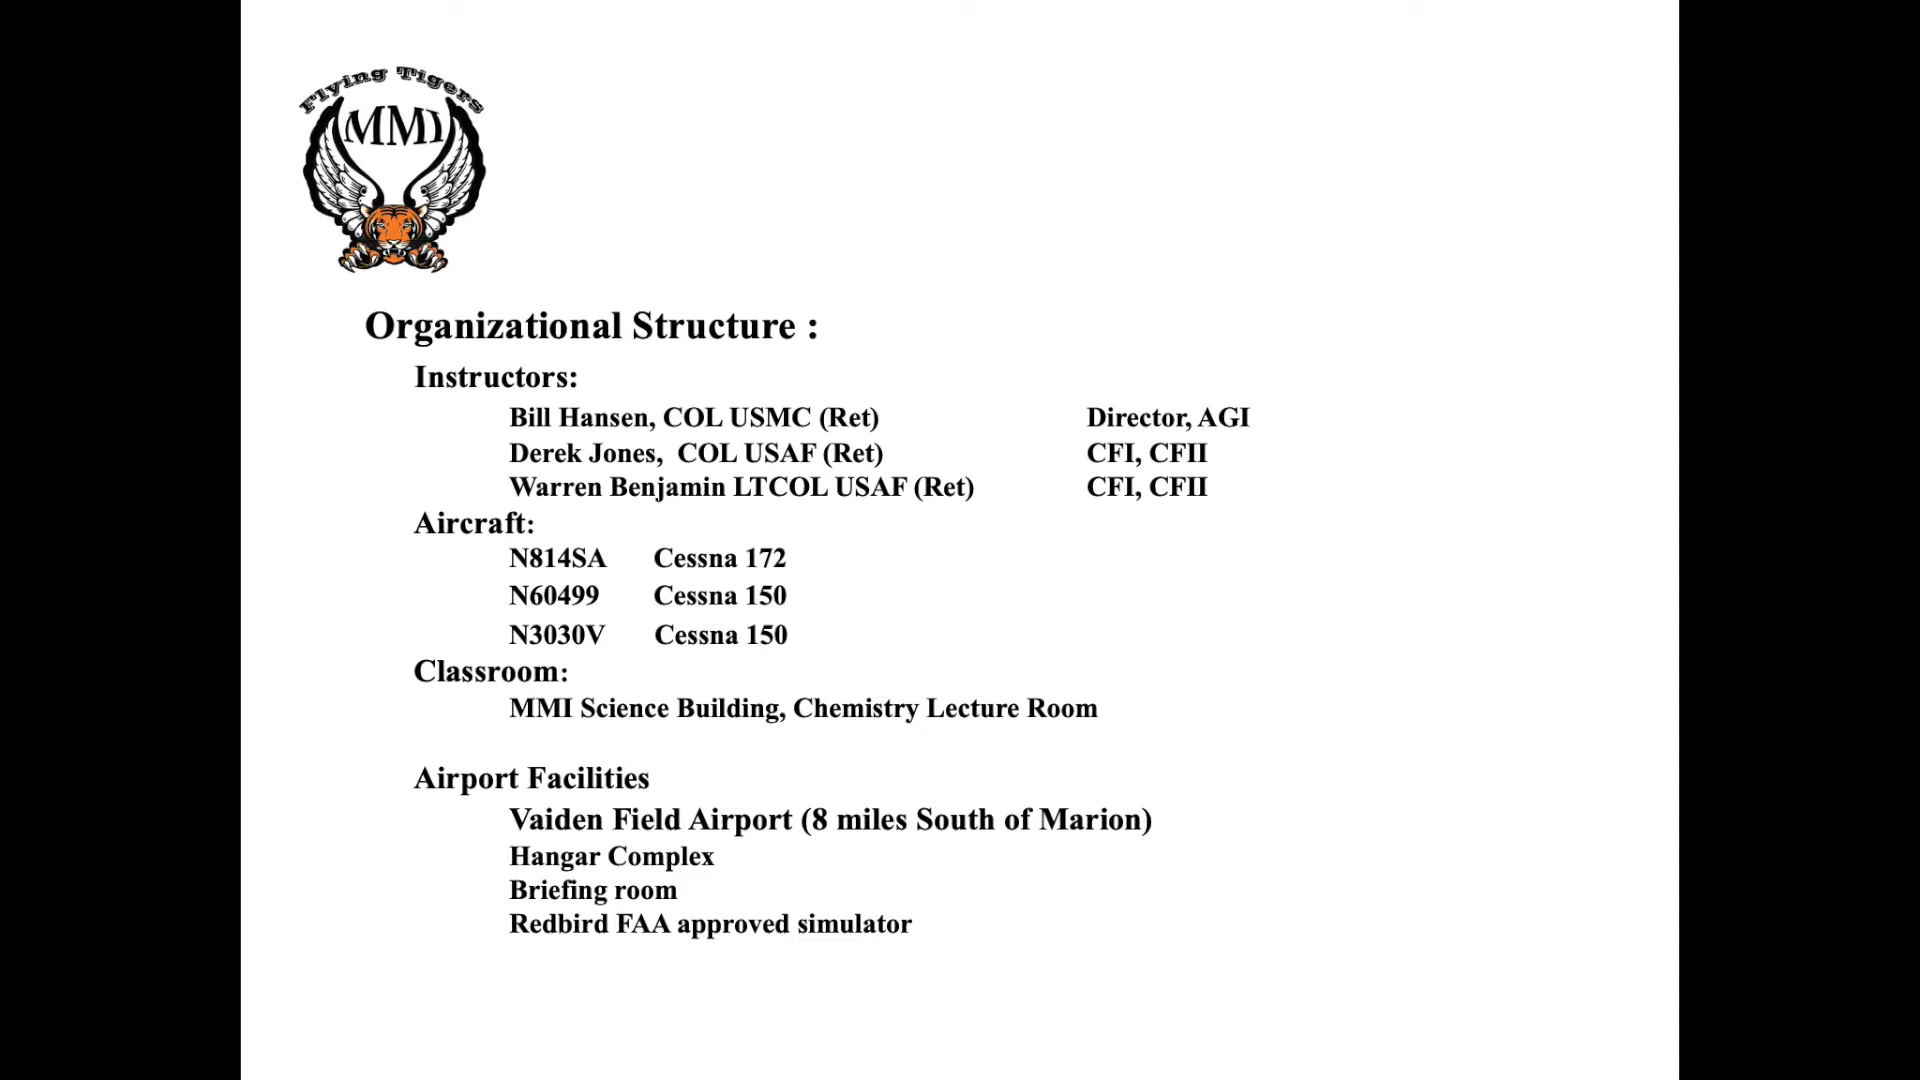 Flying Tigers
MMI
Organizational Structure :
Instructors:
Bill Hansen, COL USMC (Ret) Director, AGI
Derek Jones, COL USAF (Ret) CFI, CFII
Warren Benjamin LTCOL USAF (Ret) CFI, CFII
Aircraft:
N814SA Cessna 172
N60499 Cessna 150
N3030V Cessna 150
Classroom:
MMI Science Building, Chemistry Lecture Room
Airport Facilities
Vaiden Field Airport (8 miles South of Marion)
Hangar Complex
Briefing room
Redbird FAA approved simulator